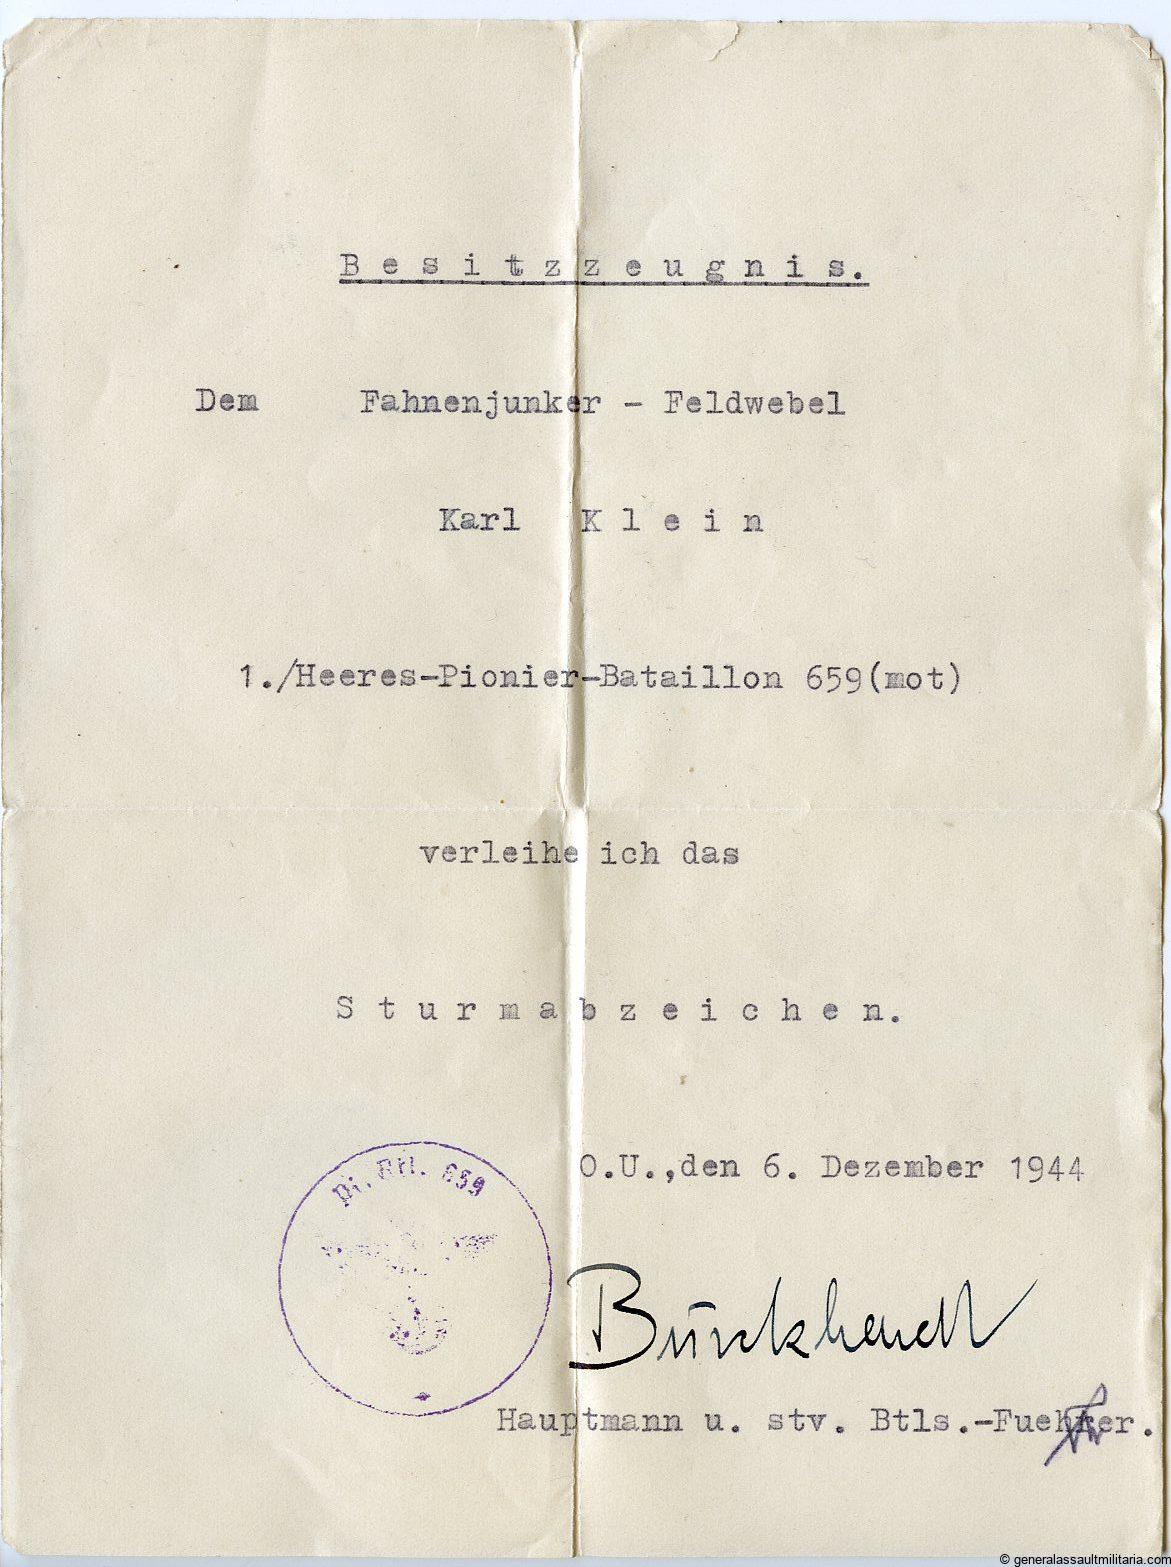 Besitzzeugnis.
Dem Fahnenjunker - Feldwebel
Karl Klein
1./Heeres-Pionier-Bataillon 659(mot)
verleihe ich das
Sturmabzeichen.
O.U.,den 6. Dezember 1944
Pi. Btl. 659
Burkhardt
Hauptmann u. stv. Btls.-Fuehrer.
© generalassaultmilitaria.com